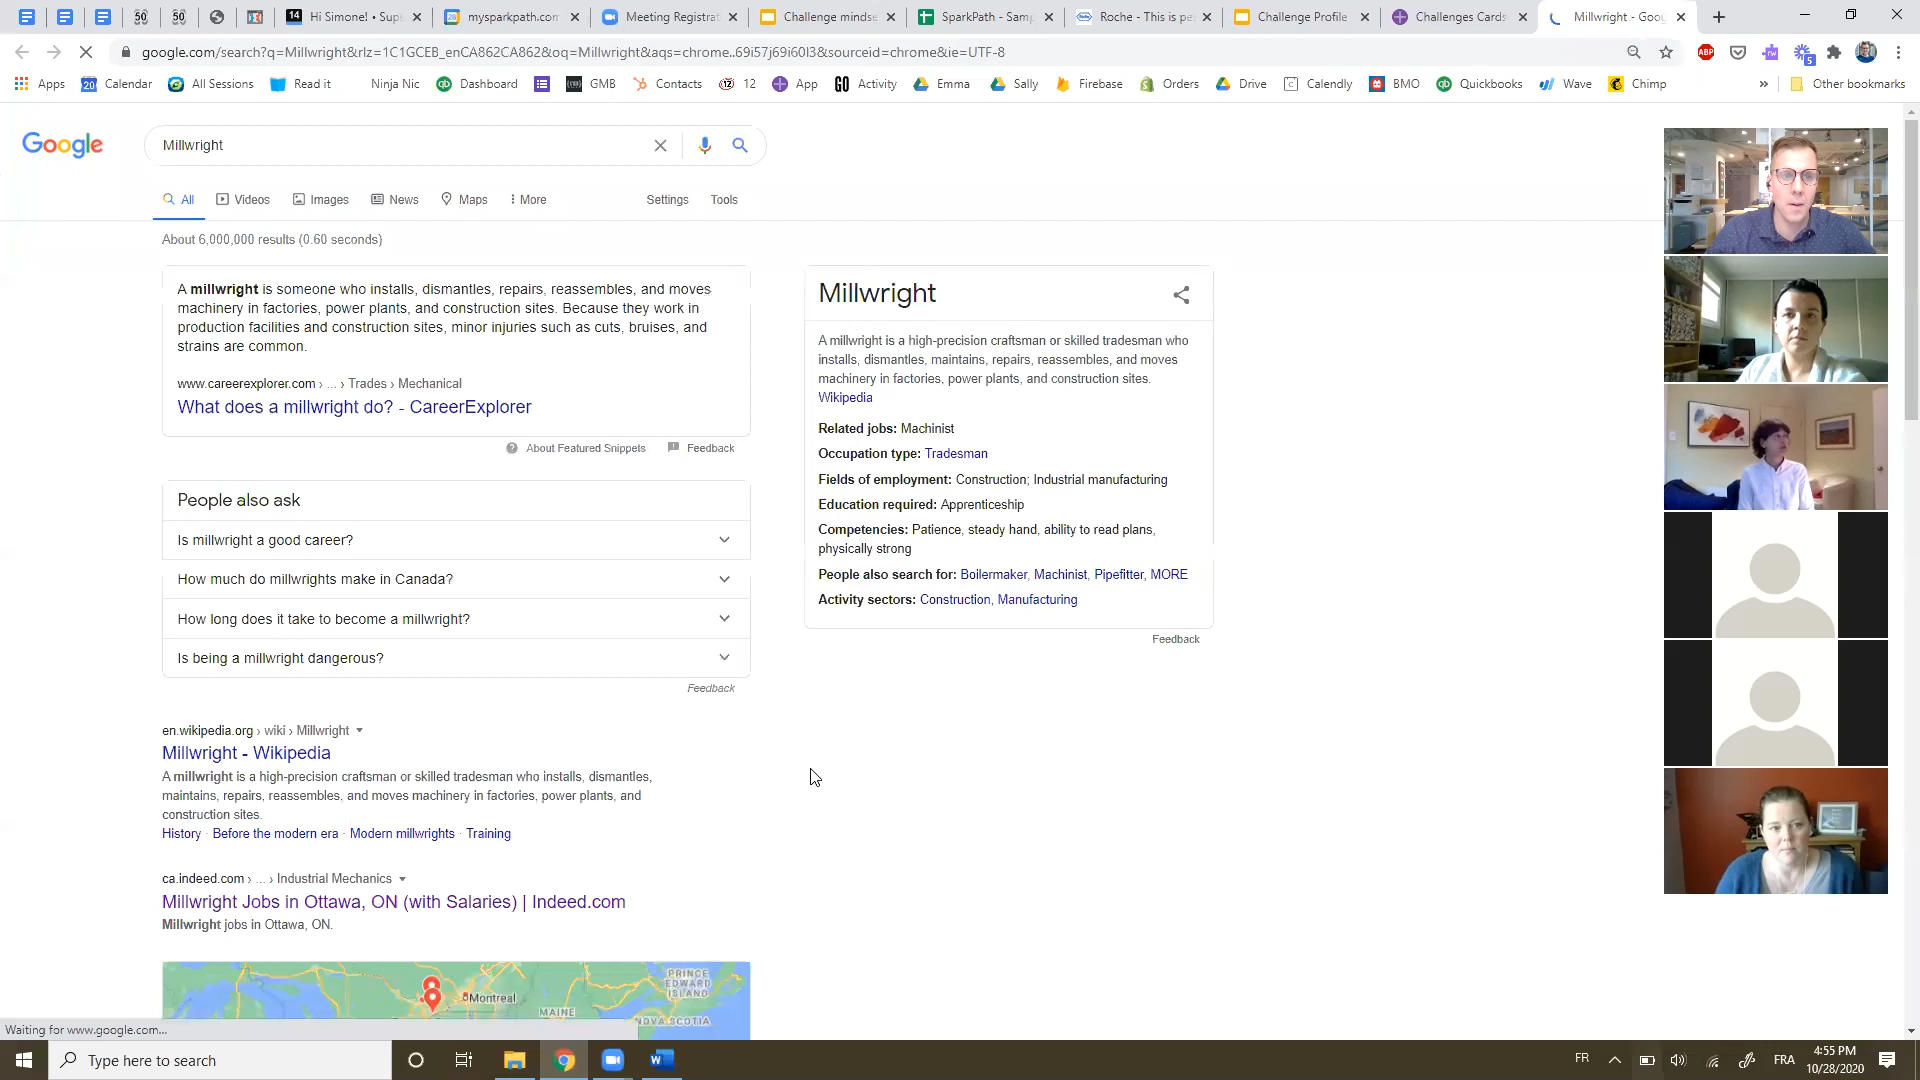 50
50
14 Hi Simone! • Sup
20 mysparkpath.com
Meeting Registrat
Challenge mindse
SparkPath - Samp
Roche - This is pe
Challenge Profile
Challenges Cards
Millwright - Goog
google.com/search?q=Millwright&rlz=1C1GCEB_enCA862CA862&oq=Millwright&aqs=chrome..69i57j69i60l3&sourceid=chrome&ie=UTF-8
ABP rw 5
Apps 20 Calendar All Sessions Read it Ninja Nic Dashboard GMB Contacts 12 12 App GO Activity Emma Sally Firebase Orders Drive Calendly BMO Quickbooks Wave Chimp » Other bookmarks
Google
Millwright
All Videos Images News Maps More Settings Tools
About 6,000,000 results (0.60 seconds)
A millwright is someone who installs, dismantles, repairs, reassembles, and moves
machinery in factories, power plants, and construction sites. Because they work in
production facilities and construction sites, minor injuries such as cuts, bruises, and
strains are common.
www.careerexplorer.com › ... › Trades › Mechanical
What does a millwright do? - CareerExplorer
About Featured Snippets Feedback
People also ask
Is millwright a good career?
How much do millwrights make in Canada?
How long does it take to become a millwright?
Is being a millwright dangerous?
Feedback
en.wikipedia.org › wiki › Millwright
Millwright - Wikipedia
A millwright is a high-precision craftsman or skilled tradesman who installs, dismantles,
maintains, repairs, reassembles, and moves machinery in factories, power plants, and
construction sites.
History · Before the modern era · Modern millwrights · Training
ca.indeed.com › ... › Industrial Mechanics
Millwright Jobs in Ottawa, ON (with Salaries) | Indeed.com
Millwright jobs in Ottawa, ON.
Montreal
MAINE
PRINCE
EDWARD
ISLAND
NOVA SCOTIA
Millwright
A millwright is a high-precision craftsman or skilled tradesman who
installs, dismantles, maintains, repairs, reassembles, and moves
machinery in factories, power plants, and construction sites.
Wikipedia
Related jobs: Machinist
Occupation type: Tradesman
Fields of employment: Construction; Industrial manufacturing
Education required: Apprenticeship
Competencies: Patience, steady hand, ability to read plans,
physically strong
People also search for: Boilermaker, Machinist, Pipefitter, MORE
Activity sectors: Construction, Manufacturing
Feedback
Waiting for www.google.com...
Type here to search
FR
FRA
4:55 PM
10/28/2020